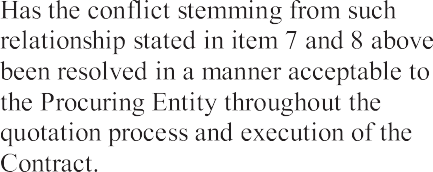 Has the conflict stemming from such
relationship stated in item 7 and 8 above
been resolved in a manner acceptable to
the Procuring Entity throughout the
quotation process and execution of the
Contract.